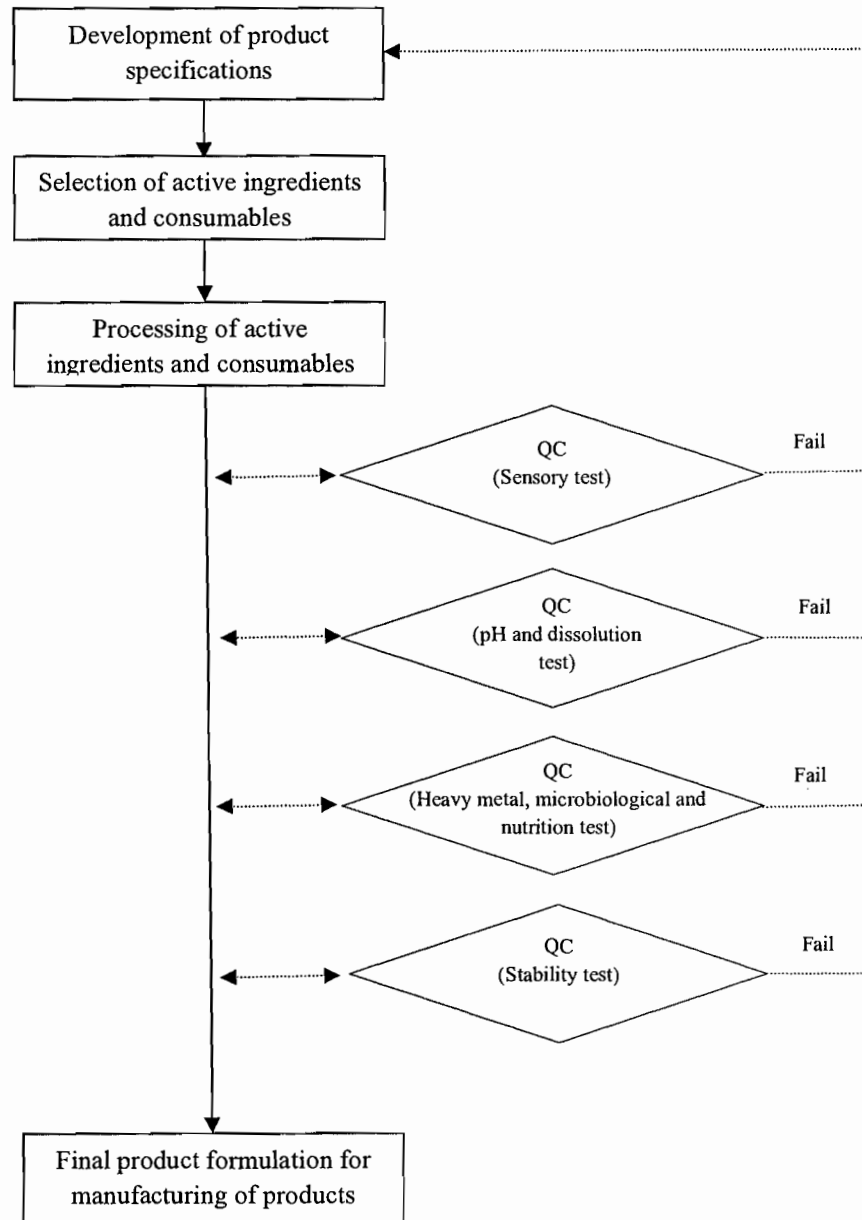 Development of product
specifications
Selection of active ingredients
and consumables
Processing of active
ingredients and consumables
QC
(Sensory test)
Fail
QC
(pH and dissolution
test)
Fail
QC
(Heavy metal, microbiological and
nutrition test)
Fail
QC
(Stability test)
Fail
Final product formulation for
manufacturing of products